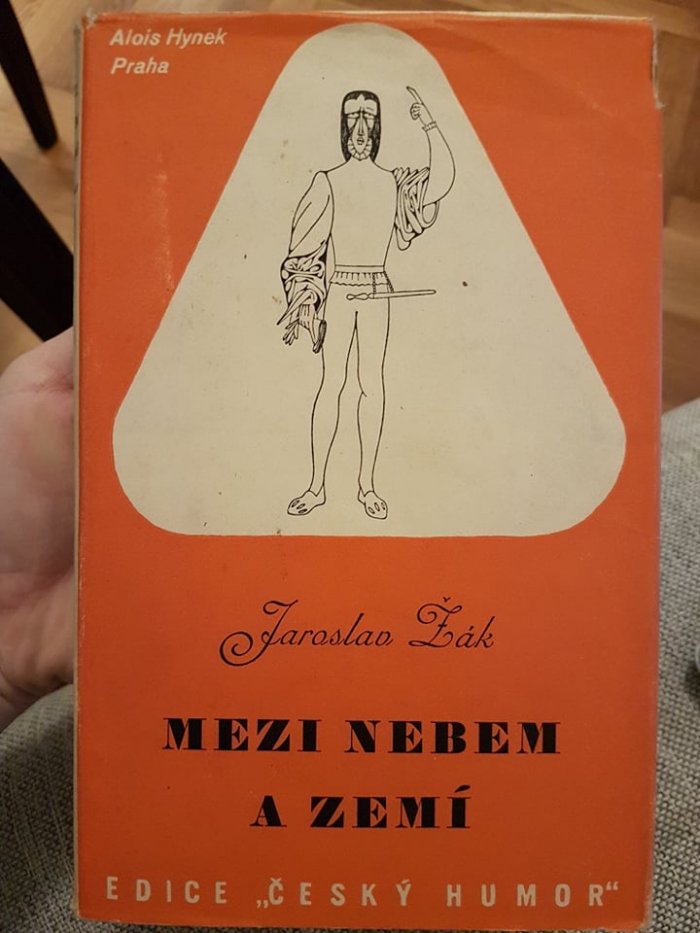 Alois Hynek
Praha
Jaroslav Žák
MEZI NEBEM
A ZEMÍ
EDICE „ČESKÝ HUMOR“